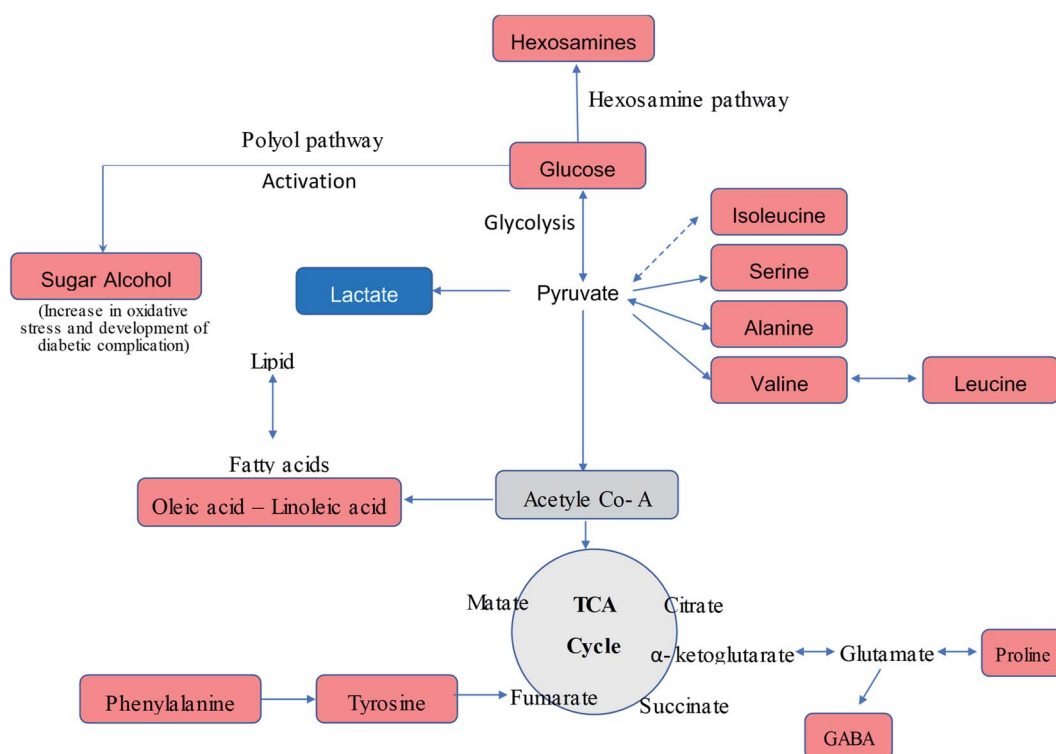 Hexosamines
Hexosamine pathway
Polyol pathway
Glucose
Activation
Isoleucine
Glycolysis
Sugar Alcohol
Serine
(Increase in oxidative
stress and development of
diabetic complication)
Lactate
Pyruvate
Alanine
Lipid
Valine
Leucine
Fatty acids
Oleic acid – Linoleic acid
Acetyle Co- A
Matate
TCA
Citrate
Cycle
α- ketoglutarate
Glutamate
Proline
Phenylalanine
Tyrosine
Fumarate
Succinate
GABA